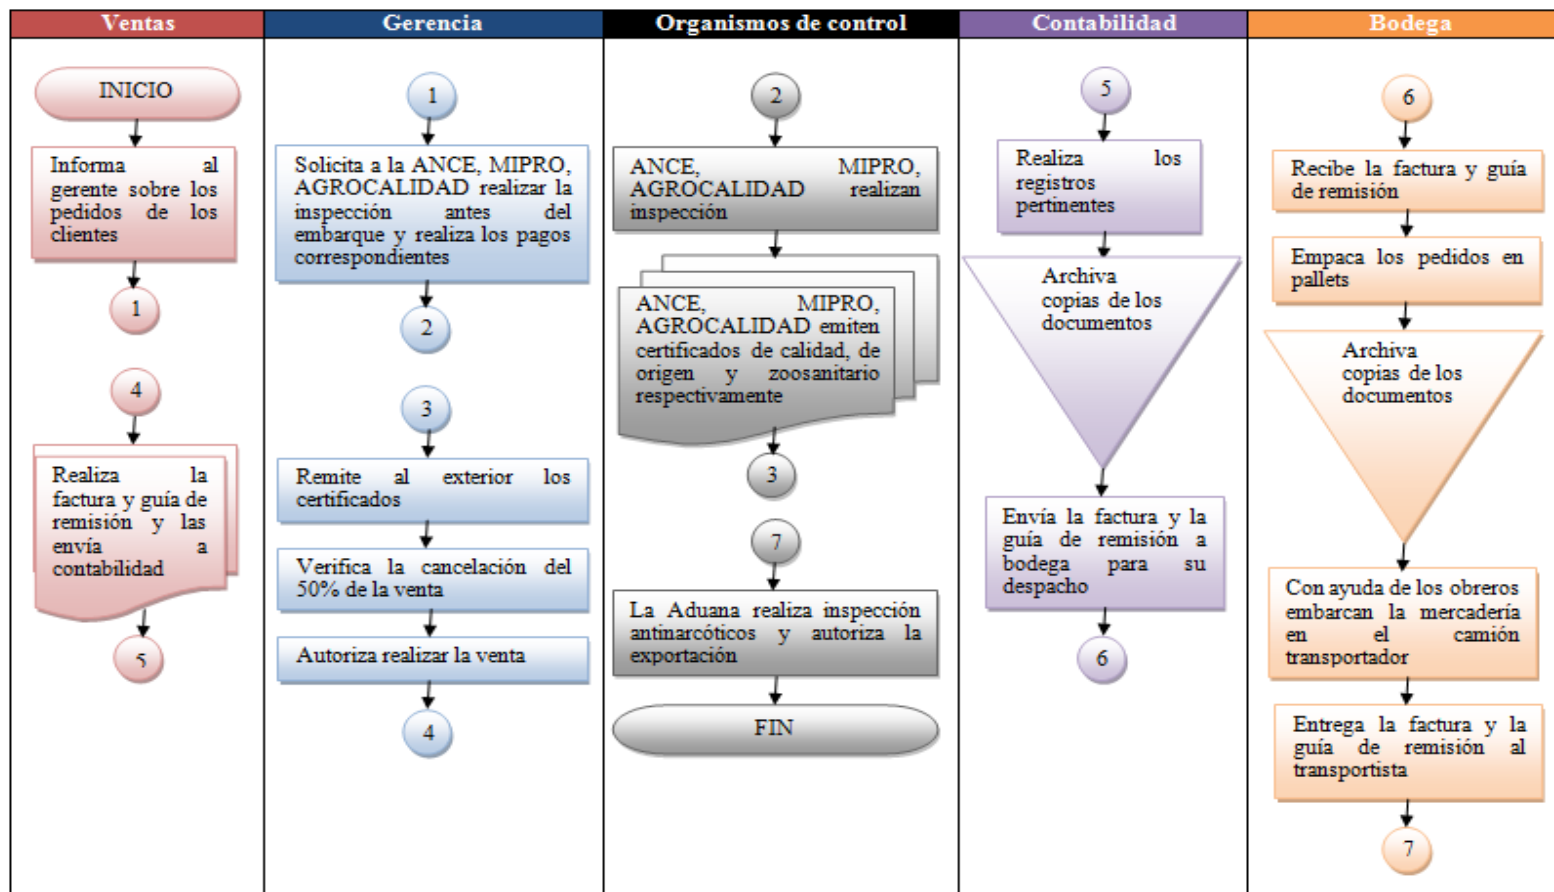 Ventas
INICIO
Informa al
gerente sobre los
pedidos de los
clientes
1
4
Realiza la
factura y guía de
remisión y las
envía a
contabilidad
5
Gerencia
1
Solicita a la ANCE, MIPRO,
AGROCALIDAD realizar la
inspección antes del
embarque y realiza los pagos
correspondientes
2
3
Remite al exterior los
certificados
Verifica la cancelación del
50% de la venta
Autoriza realizar la venta
4
Organismos de control
2
ANCE, MIPRO,
AGROCALIDAD realizan
inspección
ANCE, MIPRO,
AGROCALIDAD emiten
certificados de calidad, de
origen y zoosanitario
respectivamente
3
7
La Aduana realiza inspección
antinarcóticos y autoriza la
exportación
FIN
Contabilidad
5
Realiza los
registros
pertinentes
Archiva
copias de los
documentos
Envía la factura y la
guía de remisión a
bodega para su
despacho
6
Bodega
6
Recibe la factura y guía
de remisión
Empaca los pedidos en
pallets
Archiva
copias de los
documentos
Con ayuda de los obreros
embarcan la mercadería
en el camión
transportador
Entrega la factura y la
guía de remisión al
transportista
7